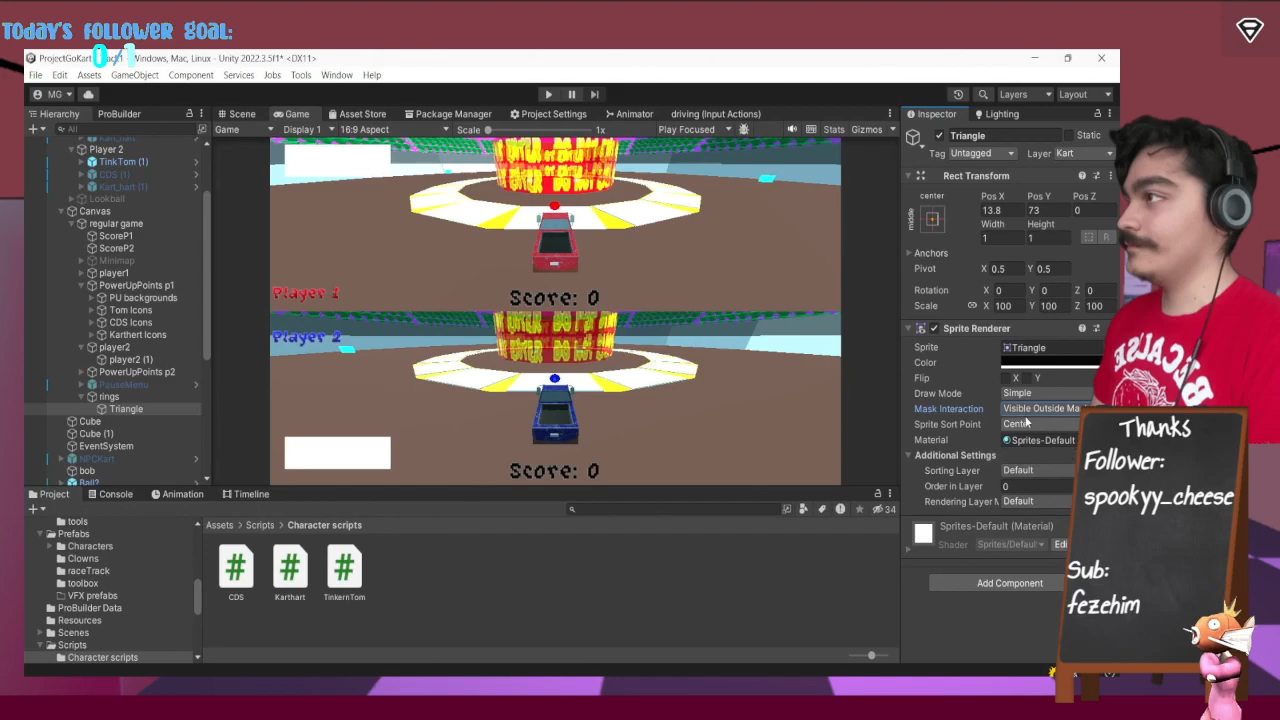 Today's follower goal:
0/1
ProjectGoKart - Windows, Mac, Linux - Unity 2022.3.5f1* <DX11>
File Edit Assets GameObject Component Services Jobs Tools Window Help
MG
Layers Layout
Hierarchy ProBuilder
All
Kart_hart
Player 2
TinkTom (1)
CDS (1)
Kart_hart (1)
Lookball
Canvas
regular game
ScoreP1
ScoreP2
Minimap
player1
PowerUpPoints p1
PU backgrounds
Tom Icons
CDS Icons
Karthert Icons
player2
player2 (1)
PowerUpPoints p2
PauseMenu
rings
Triangle
Cube
Cube (1)
EventSystem
NPCKart
bob
Ball2
Scene Game Asset Store Package Manager Project Settings Animator driving (Input Actions)
Game Display 1 16:9 Aspect Scale 1x Play Focused Stats Gizmos
Player 1
Score: 0
Player 2
Score: 0
Inspector Lighting
Triangle Static
Tag Untagged Layer Kart
Rect Transform
center Pos X Pos Y Pos Z
middle 13.8 73 0
Width Height
1 1 R
Anchors
Pivot X 0.5 Y 0.5
Rotation X 0 Y 0 Z 0
Scale X 100 Y 100 Z 100
Sprite Renderer
Sprite Triangle
Color
Flip X Y
Draw Mode Simple
Mask Interaction Visible Outside Ma
Sprite Sort Point Center
Material Sprites-Default
Additional Settings
Sorting Layer Default
Order in Layer 0
Rendering Layer M Default
Sprites-Default (Material)
Shader Sprites/Defaul Edi
Add Component
BECAUSE
Thanks
Follower:
spookyy_cheese
Sub:
fezehim
Project Console Animation Timeline
34
tools
Prefabs
Characters
Clowns
raceTrack
toolbox
VFX prefabs
ProBuilder Data
Resources
Scenes
Scripts
Character scripts
Assets > Scripts > Character scripts
CDS Karthart TinkernTom